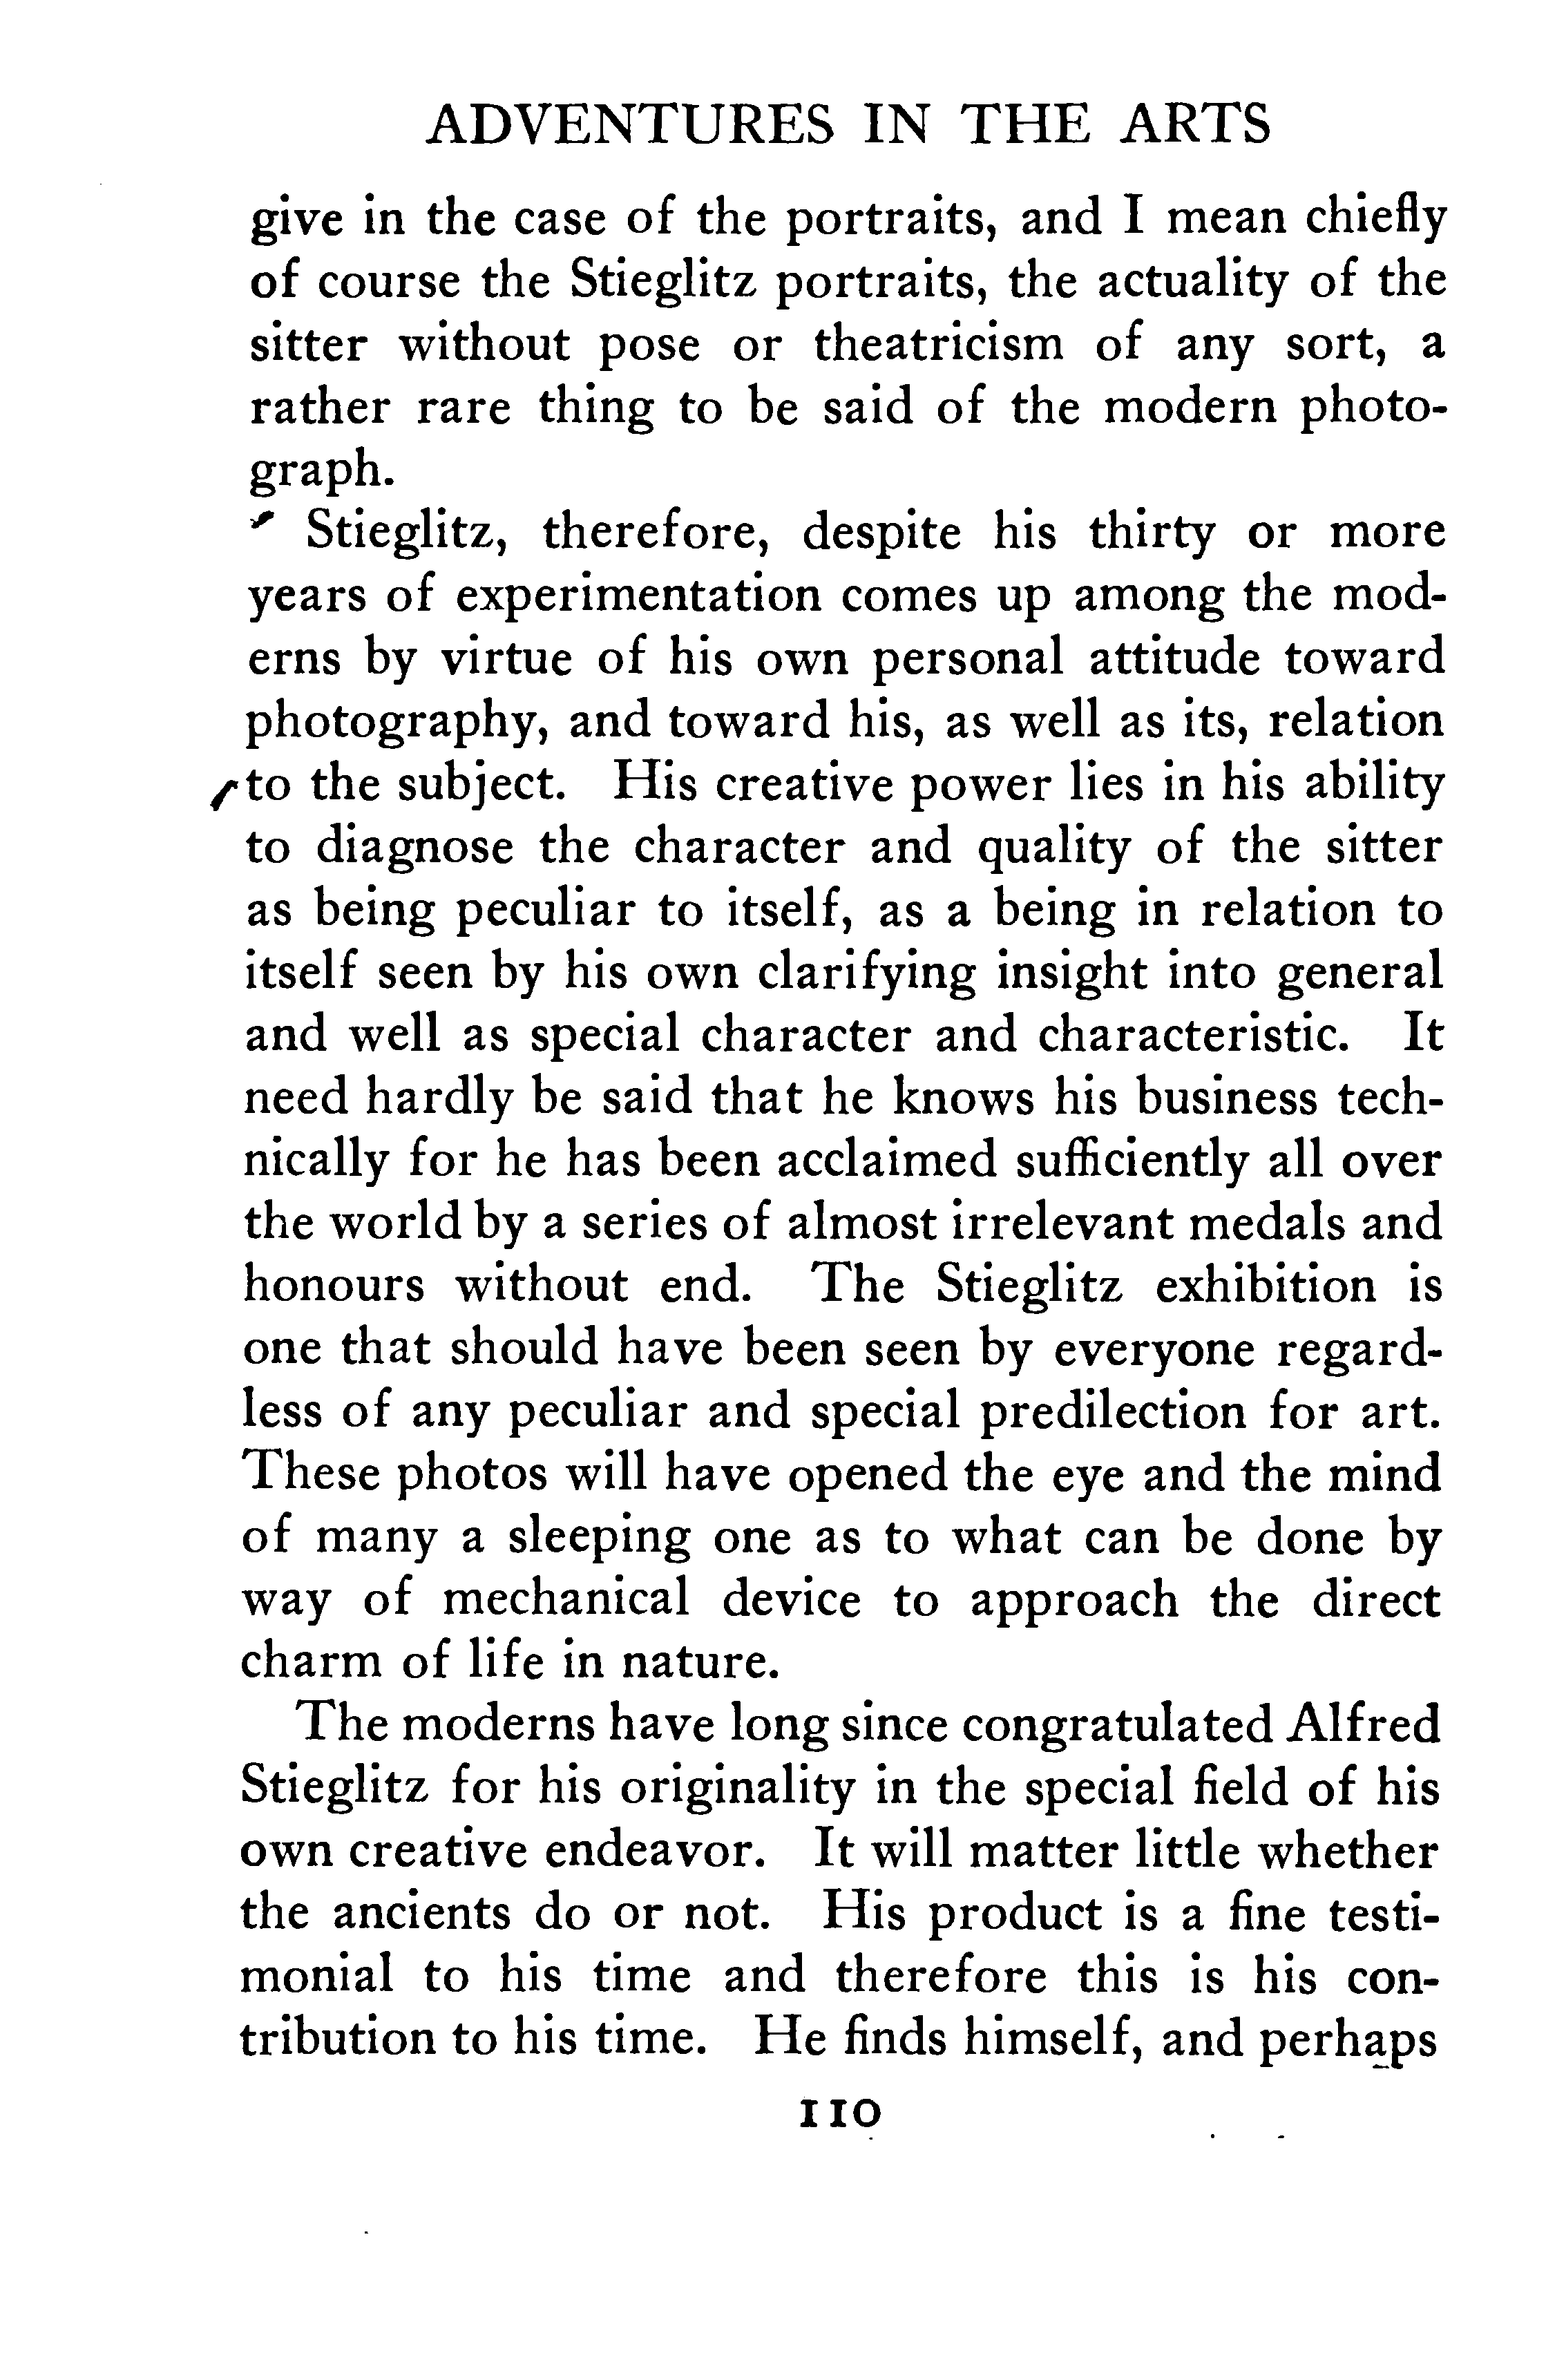 ADVENTURES IN THE ARTS
give in the case of the portraits, and I mean chiefly
of course the Stieglitz portraits, the actuality of the
sitter without pose or theatricism of any sort, a
rather rare thing to be said of the modern photo-
graph.
Stieglitz, therefore, despite his thirty or more
years of experimentation comes up among the mod-
erns by virtue of his own personal attitude toward
photography, and toward his, as well as its, relation
to the subject. His creative power lies in his ability
to diagnose the character and quality of the sitter
as being peculiar to itself, as a being in relation to
itself seen by his own clarifying insight into general
and well as special character and characteristic. It
need hardly be said that he knows his business tech-
nically for he has been acclaimed sufficiently all over
the world by a series of almost irrelevant medals and
honours without end. The Stieglitz exhibition is
one that should have been seen by everyone regard-
less of any peculiar and special predilection for art.
These photos will have opened the eye and the mind
of many a sleeping one as to what can be done by
way of mechanical device to approach the direct
charm of life in nature.
The moderns have long since congratulated Alfred
Stieglitz for his originality in the special field of his
own creative endeavor. It will matter little whether
the ancients do or not. His product is a fine testi-
monial to his time and therefore this is his con-
tribution to his time. He finds himself, and perhaps
110